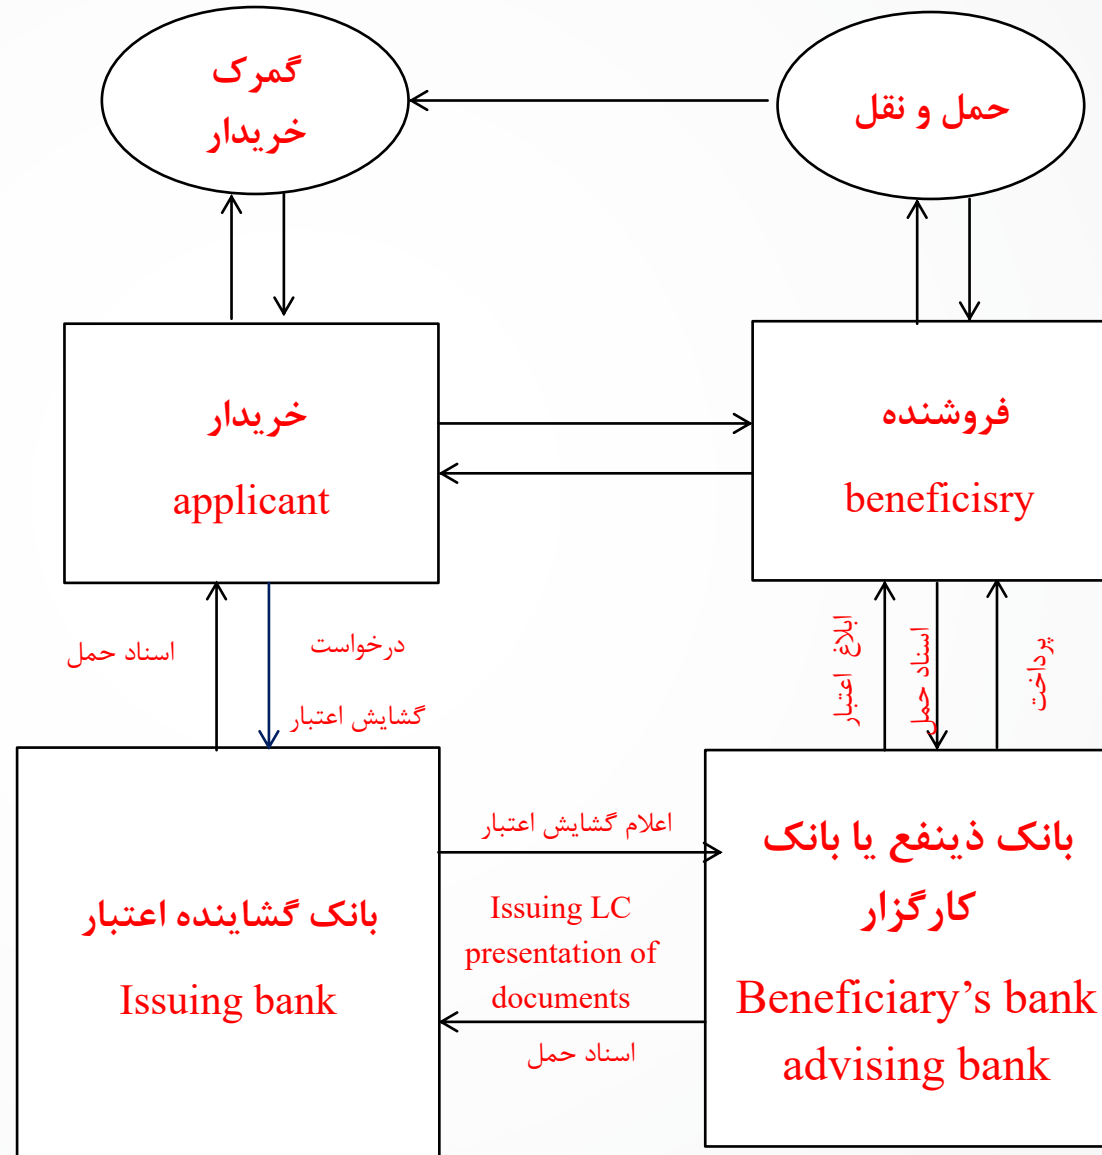 گمرک
خریدار
حمل و نقل
خریدار
applicant
فروشنده
beneficisry
اسناد حمل
درخواست
گشایش اعتبار
ابلاغ اعتبار
اسناد حمل
پرداخت
بانک گشاینده اعتبار
Issuing bank
اعلام گشایش اعتبار
Issuing LC
presentation of
documents
اسناد حمل
بانک ذینفع یا بانک
کارگزار
Beneficiary’s bank
advising bank